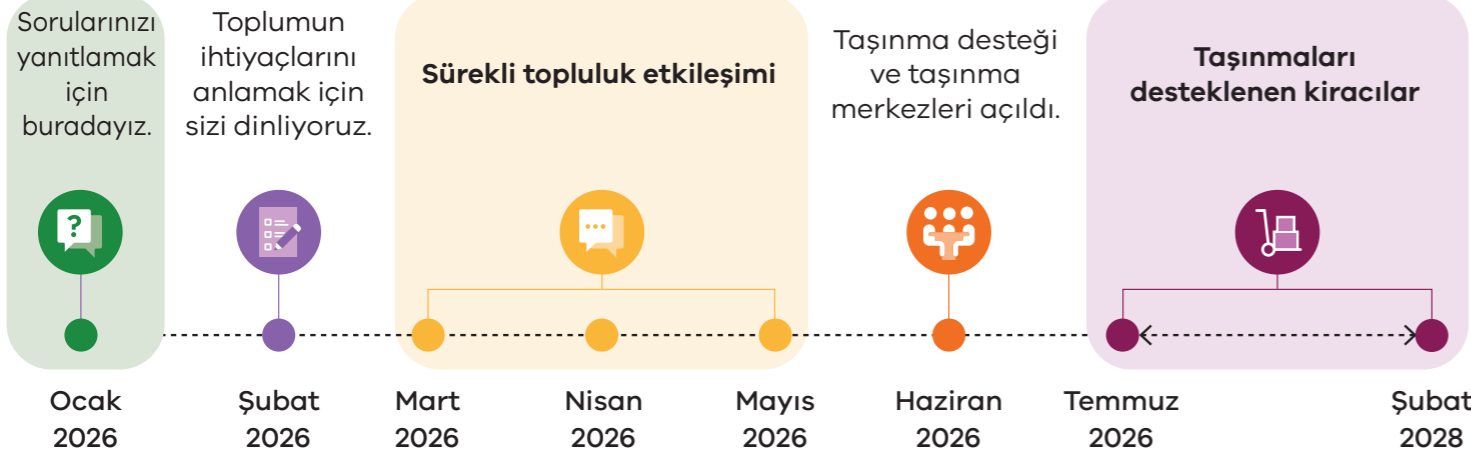 Sorularınızı
yanıtlamak
için
buradayız.
Toplumun
ihtiyaçlarını
anlamak için
sizi dinliyoruz.
Sürekli topluluk etkileşimi
Taşınma desteği
ve taşınma
merkezleri açıldı.
Taşınmaları
desteklenen kiracılar
?
Ocak
2026
Şubat
2026
Mart
2026
Nisan
2026
Mayıs
2026
Haziran
2026
Temmuz
2026
Şubat
2028